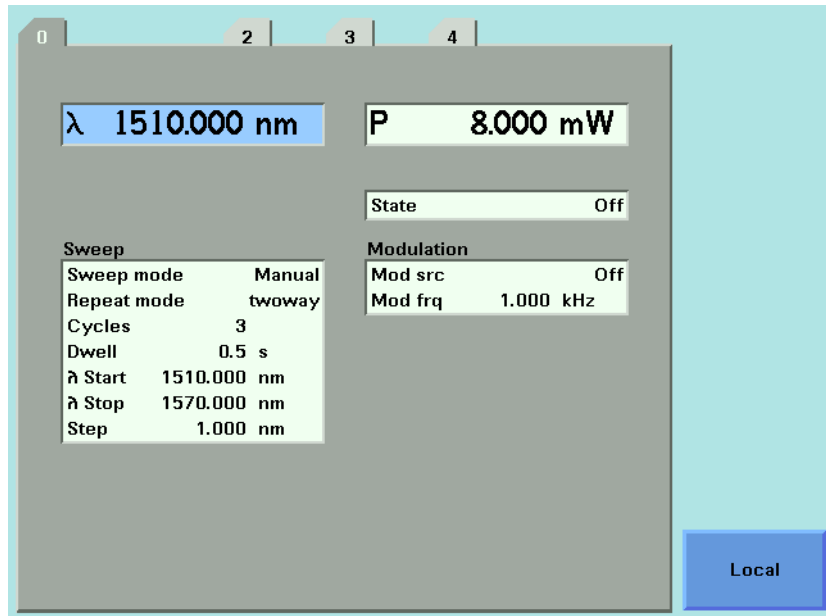 0 2 3 4
λ 1510.000 nm
P 8.000 mW
State Off
Sweep
Sweep mode Manual
Repeat mode twoway
Cycles 3
Dwell 0.5 s
λ Start 1510.000 nm
λ Stop 1570.000 nm
Step 1.000 nm
Modulation
Mod src Off
Mod frq 1.000 kHz
Local